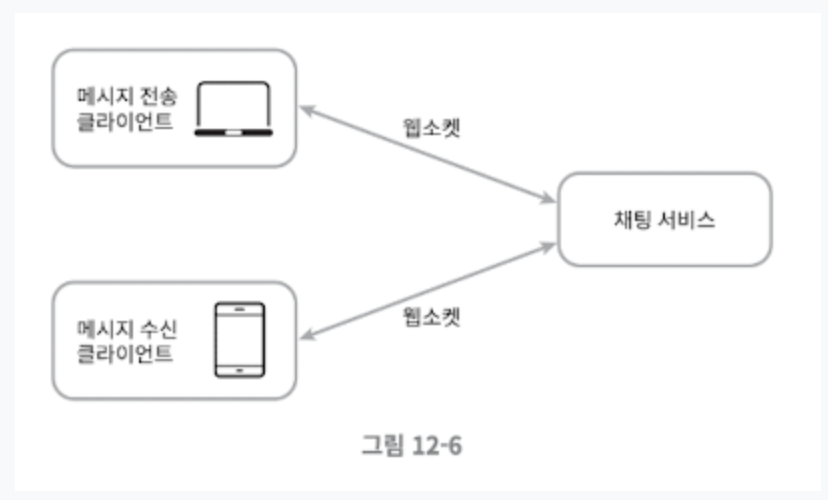 메시지 전송
클라이언트
웹소켓
채팅 서비스
메시지 수신
클라이언트
웹소켓
그림 12-6